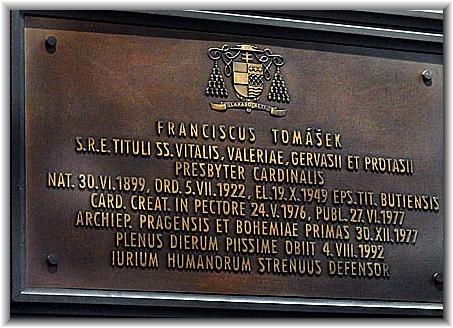 FRANCISCUS TOMÁŠEK
S.R.E. TITULI SS. VITALIS, VALERIAE, GERVASII ET PROTASII
PRESBYTER CARDINALIS
NAT. 30.VI.1899, ORD. 5.VII.1922, EL.19.X.1949 EPS.TIT. BUTIENSIS
CARD. CREAT. IN PECTORE 24.V.1976, PUBL. 27.VI.1977
ARCHIEP. PRAGENSIS ET BOHEMIAE PRIMAS 30.XII.1977
PLENUS DIERUM PIISSIME OBIIT 4.VIII.1992
IURIUM HUMANORUM STRENUUS DEFENSOR